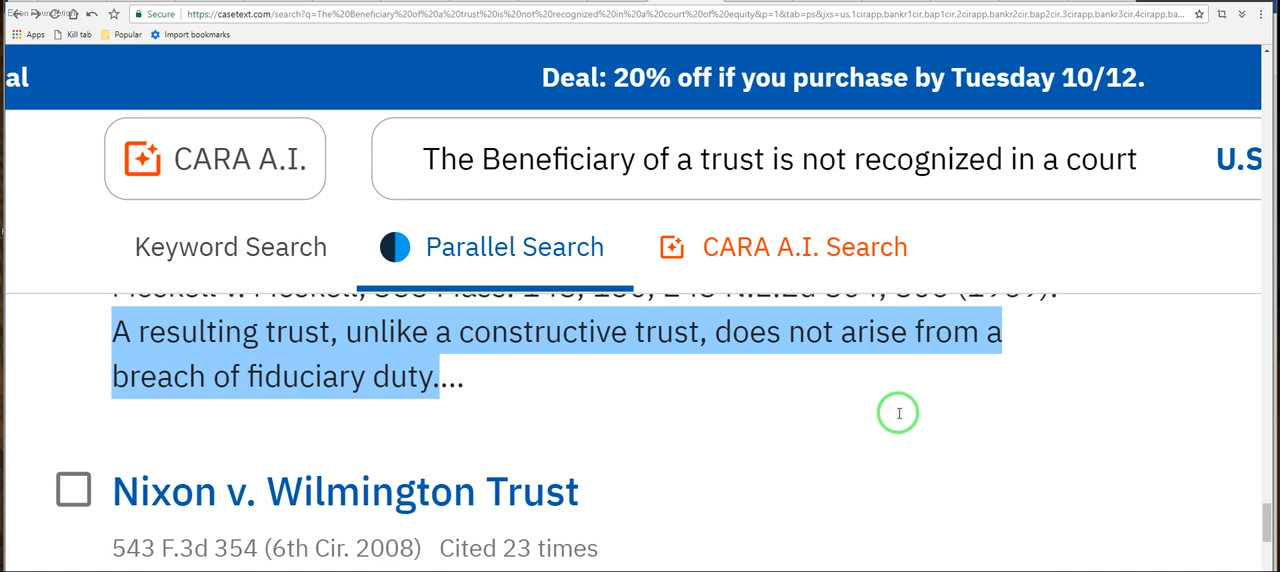 https://casetext.com/search?q=The%20Beneficiary%20of%20a%20trust%20is%20not%20recognized%20in%20a%20court%20of%20equity&p=1&tab=ps&jxs=us.1cirapp.bankr1cir.bap1cir.2cirapp.bankr2cir.bap2cir.3cirapp.bankr3cir.4cirapp.ba...
Secure
Apps Kill tab Popular Import bookmarks
al Deal: 20% off if you purchase by Tuesday 10/12.
CARA A.I. The Beneficiary of a trust is not recognized in a court U.S
Keyword Search Parallel Search CARA A.I. Search
A resulting trust, unlike a constructive trust, does not arise from a
breach of fiduciary duty....
Nixon v. Wilmington Trust
543 F.3d 354 (6th Cir. 2008) Cited 23 times